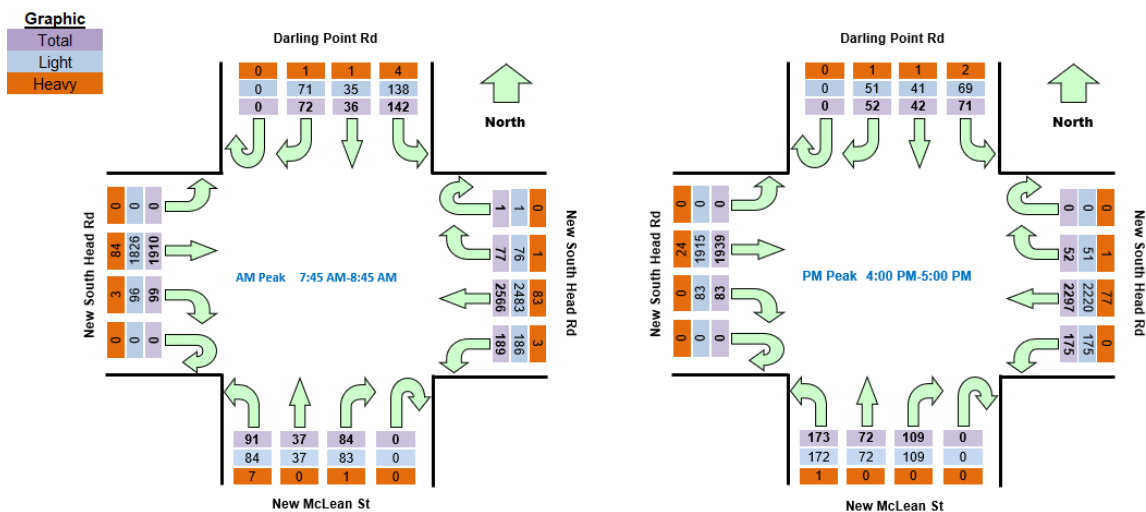 Graphic
Total
Light
Heavy
Darling Point Rd
0 1 1 4
0 71 35 138
0 72 36 142
North
New South Head Rd
0 0 0
84 1826 1910
3 96 99
0 0 0
AM Peak 7:45 AM-8:45 AM
1 1 0
77 76 1
2566 2483 83
189 186 3
New South Head Rd
91 37 84 0
84 37 83 0
7 0 1 0
New McLean St
Darling Point Rd
0 1 1 2
0 51 41 69
0 52 42 71
North
New South Head Rd
0 0 0
24 1915 1939
0 83 83
0 0 0
PM Peak 4:00 PM-5:00 PM
0 0 0
52 51 1
2297 2220 77
175 175 0
New South Head Rd
173 72 109 0
172 72 109 0
1 0 0 0
New McLean St